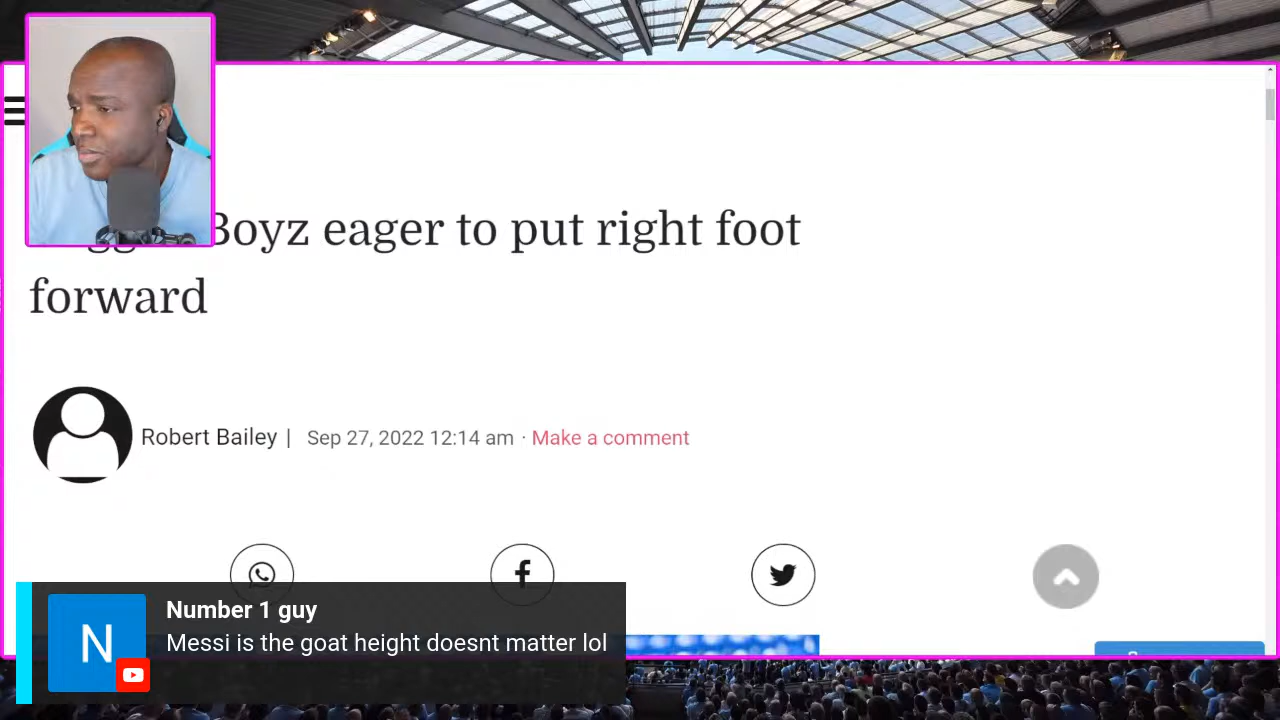 Boyz eager to put right foot
forward
Robert Bailey | Sep 27, 2022 12:14 am · Make a comment
N
Number 1 guy
Messi is the goat height doesnt matter lol